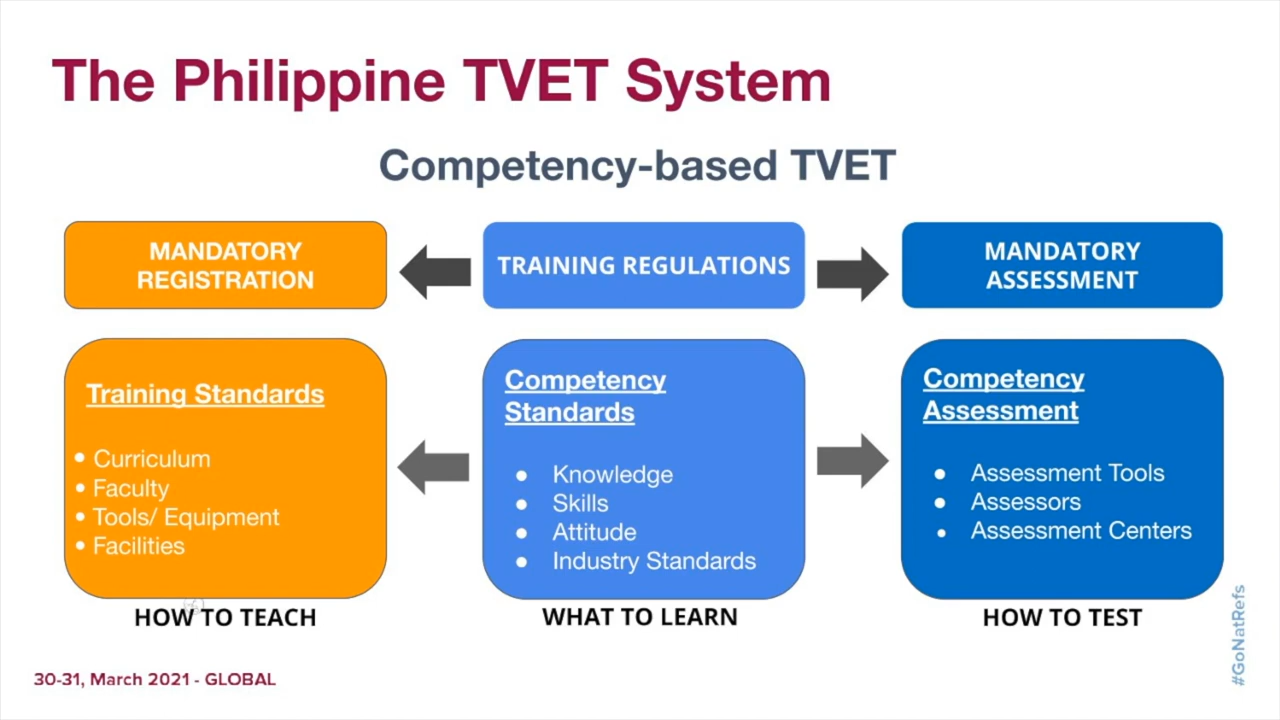 The Philippine TVET System
Competency-based TVET
MANDATORY
REGISTRATION
TRAINING REGULATIONS
MANDATORY
ASSESSMENT
Training Standards
• Curriculum
• Faculty
• Tools/ Equipment
• Facilities
HOW TO TEACH
Competency
Standards
● Knowledge
● Skills
● Attitude
● Industry Standards
WHAT TO LEARN
Competency
Assessment
● Assessment Tools
● Assessors
● Assessment Centers
HOW TO TEST
#GoNatRefs
30-31, March 2021 - GLOBAL